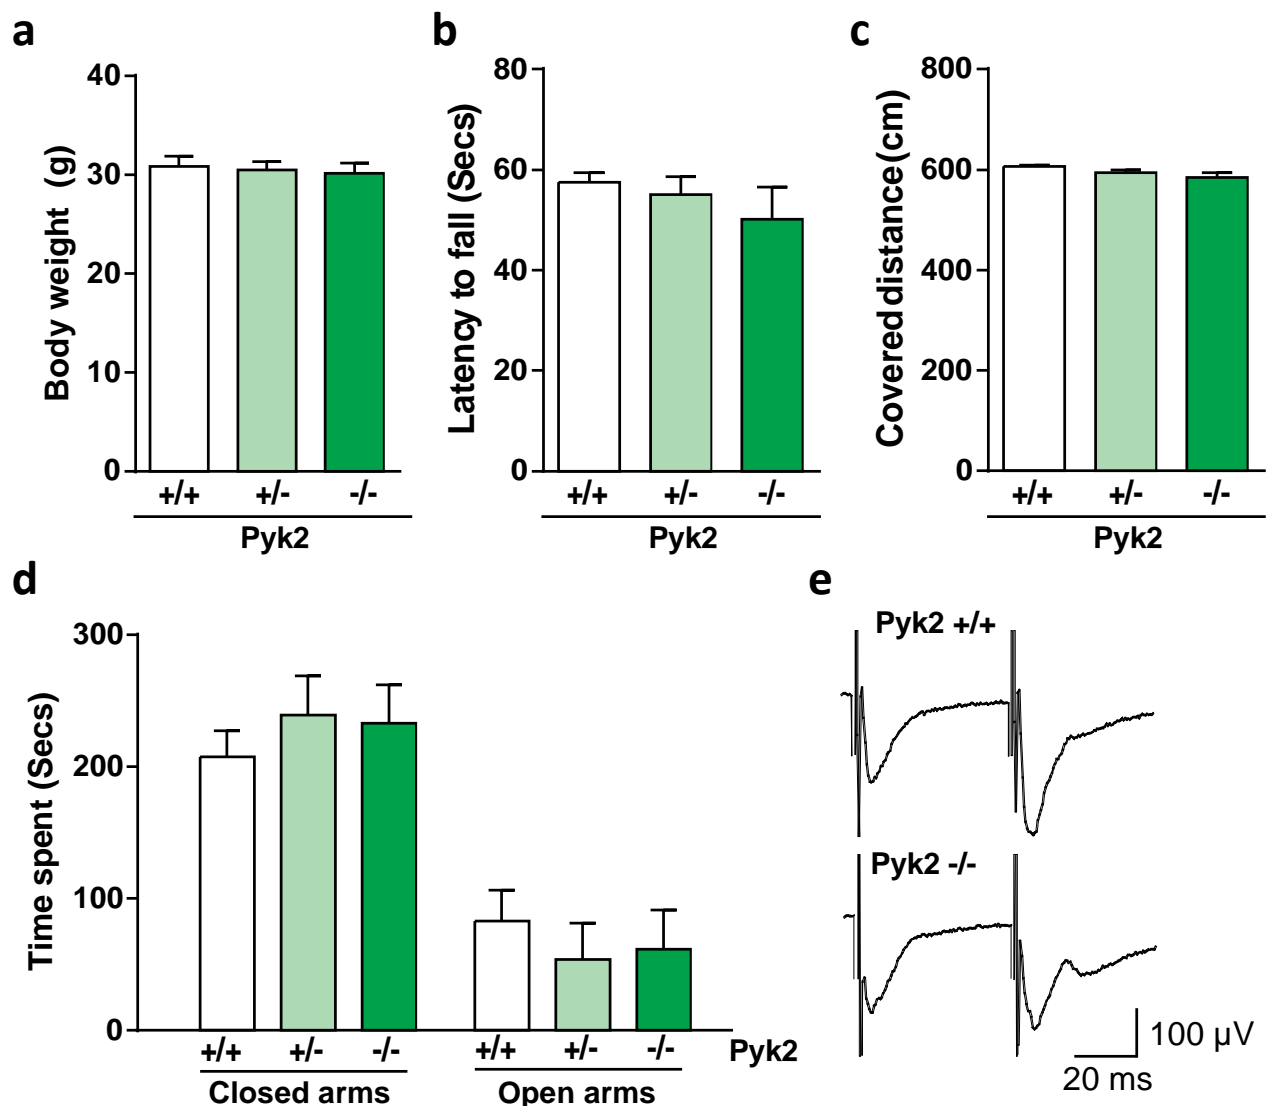 a
40
30
20
10
0
Body weight (g)
+/+ +/- -/-
Pyk2
b
80
60
40
20
0
Latency to fall (Secs)
+/+ +/- -/-
Pyk2
c
800
600
400
200
0
Covered distance (cm)
+/+ +/- -/-
Pyk2
d
300
200
100
0
Time spent (Secs)
+/+ +/- -/- +/+ +/- -/- Pyk2
Closed arms Open arms
e
Pyk2 +/+
Pyk2 -/-
100 µV
20 ms